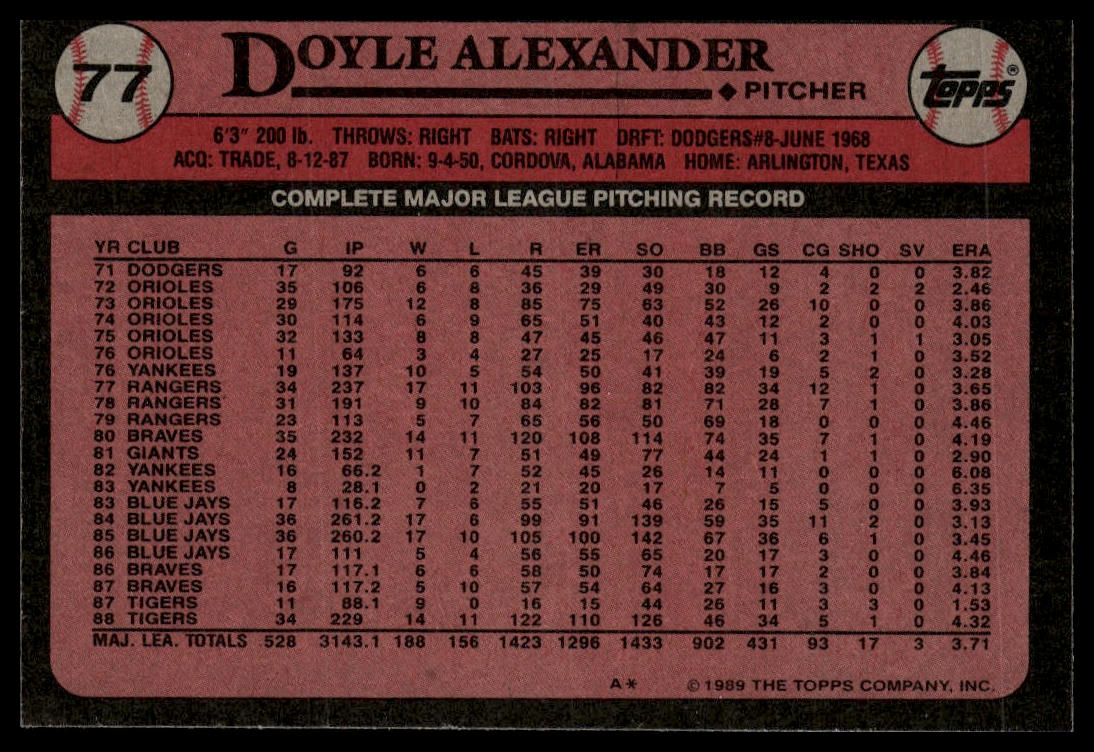 77
DOYLE ALEXANDER
PITCHER
TOPPS®
6'3" 200 lb. THROWS: RIGHT BATS: RIGHT DRFT: DODGERS#8-JUNE 1968
ACQ: TRADE, 8-12-87 BORN: 9-4-50, CORDOVA, ALABAMA HOME: ARLINGTON, TEXAS
COMPLETE MAJOR LEAGUE PITCHING RECORD
YR CLUB G IP W L R ER SO BB GS CG SHO SV ERA
71 DODGERS 17 92 6 6 45 39 30 18 12 4 0 0 3.82
72 ORIOLES 35 106 6 8 36 29 49 30 9 2 2 2 2.46
73 ORIOLES 29 175 12 8 85 75 63 52 26 10 0 0 3.86
74 ORIOLES 30 114 6 9 65 51 40 43 12 2 0 0 4.03
75 ORIOLES 32 133 8 8 47 45 46 47 11 3 1 1 3.05
76 ORIOLES 11 64 3 4 27 25 17 24 6 2 1 0 3.52
76 YANKEES 19 137 10 5 54 50 41 39 19 5 2 0 3.28
77 RANGERS 34 237 17 11 103 96 82 82 34 12 1 0 3.65
78 RANGERS 31 191 9 10 84 82 81 71 28 7 1 0 3.86
79 RANGERS 23 113 5 7 65 56 50 69 18 0 0 0 4.46
80 BRAVES 35 232 14 11 120 108 114 74 35 7 1 0 4.19
81 GIANTS 24 152 11 7 51 49 77 44 24 1 1 0 2.90
82 YANKEES 16 66.2 1 7 52 45 26 14 11 0 0 0 6.08
83 YANKEES 8 28.1 0 2 21 20 17 7 5 0 0 0 6.35
83 BLUE JAYS 17 116.2 7 6 55 51 46 26 15 5 0 0 3.93
84 BLUE JAYS 36 261.2 17 6 99 91 139 59 35 11 2 0 3.13
85 BLUE JAYS 36 260.2 17 10 105 100 142 67 36 6 1 0 3.45
86 BLUE JAYS 17 111 5 4 56 55 65 20 17 3 0 0 4.46
86 BRAVES 17 117.1 6 6 58 50 74 17 17 2 0 0 3.84
87 BRAVES 16 117.2 5 10 57 54 64 27 16 3 0 0 4.13
87 TIGERS 11 88.1 9 0 16 15 44 26 11 3 3 0 1.53
88 TIGERS 34 229 14 11 122 110 126 46 34 5 1 0 4.32
MAJ. LEA. TOTALS 528 3143.1 188 156 1423 1296 1433 902 431 93 17 3 3.71
A* © 1989 THE TOPPS COMPANY, INC.